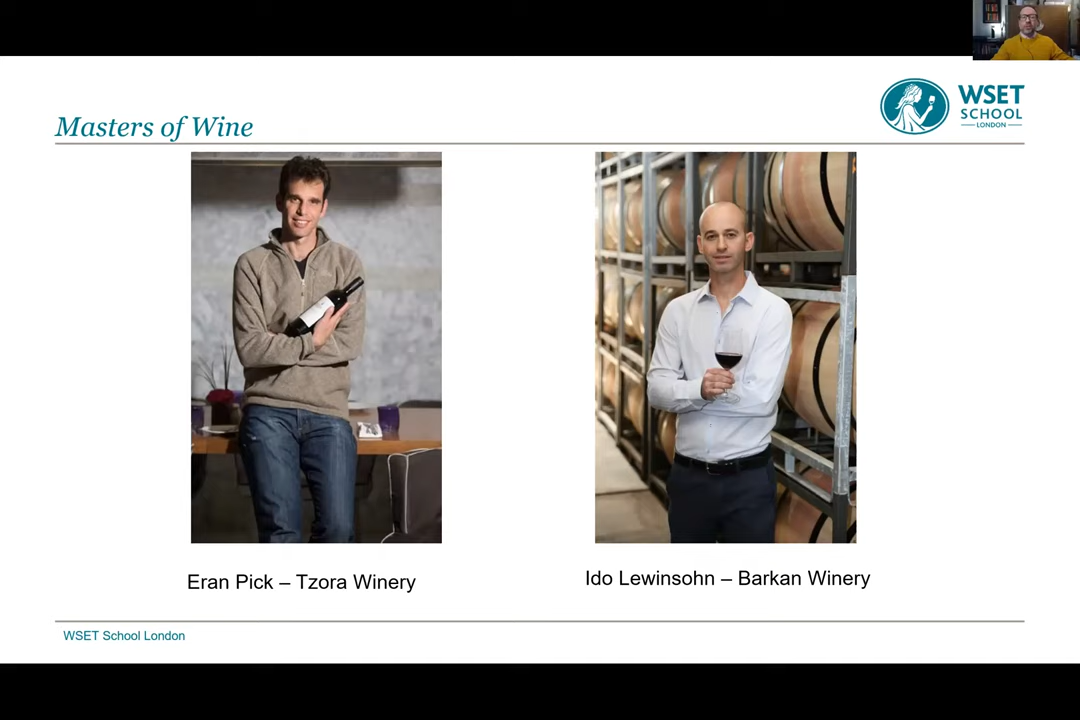 Masters of Wine
WSET
SCHOOL
LONDON
Eran Pick – Tzora Winery
Ido Lewinsohn – Barkan Winery
WSET School London